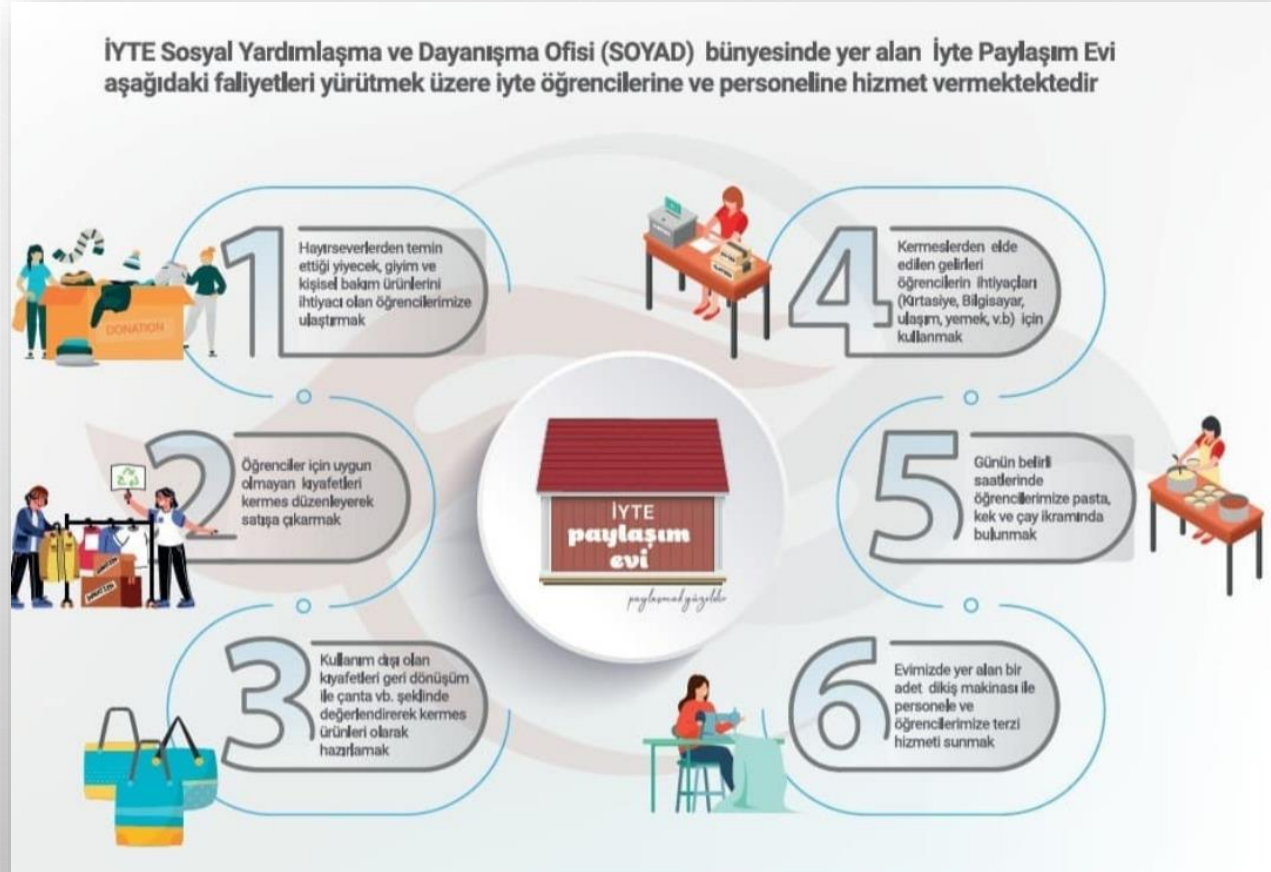 İYTE Sosyal Yardımlaşma ve Dayanışma Ofisi (SOYAD) bünyesinde yer alan İyte Paylaşım Evi
aşağıdaki faliyetleri yürütmek üzere iyte öğrencilerine ve personeline hizmet vermektektedir
1
Hayırseverlerden temin
ettiği yiyecek, giyim ve
kişisel bakım ürünlerini
ihtiyacı olan öğrencilerimize
ulaştırmak
DONATION
2
Öğrenciler için uygun
olmayan kıyafetleri
kermes düzenleyerek
satışa çıkarmak
3
Kullanım dışı olan
kıyafetleri geri dönüşüm
ile çanta vb. şeklinde
değerlendirerek kermes
ürünleri olarak
hazırlamak
İYTE
paylaşım
evi
paylaşmak güzeldir
4
Kermeslerden elde
edilen gelirleri
öğrencilerin ihtiyaçları
(Kırtasiye, Bilgisayar,
ulaşım, yemek, v.b) için
kullanmak
5
Günün belirli
saatlerinde
öğrencilerimize pasta,
kek ve çay ikramında
bulunmak
6
Evimizde yer alan bir
adet dikiş makinası ile
personele ve
öğrencilerimize terzi
hizmeti sunmak